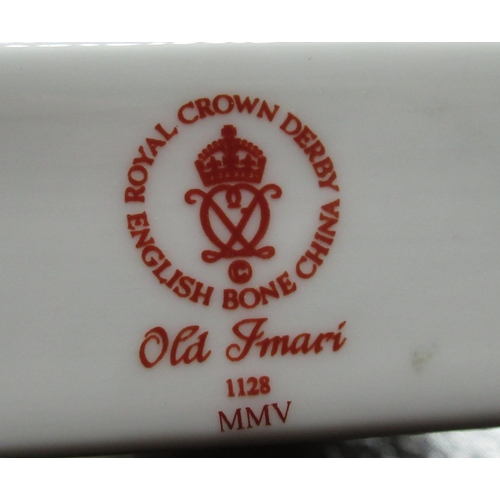 ROYAL CROWN DERBY
ENGLISH BONE CHINA
©
Old Imari
1128
MMV